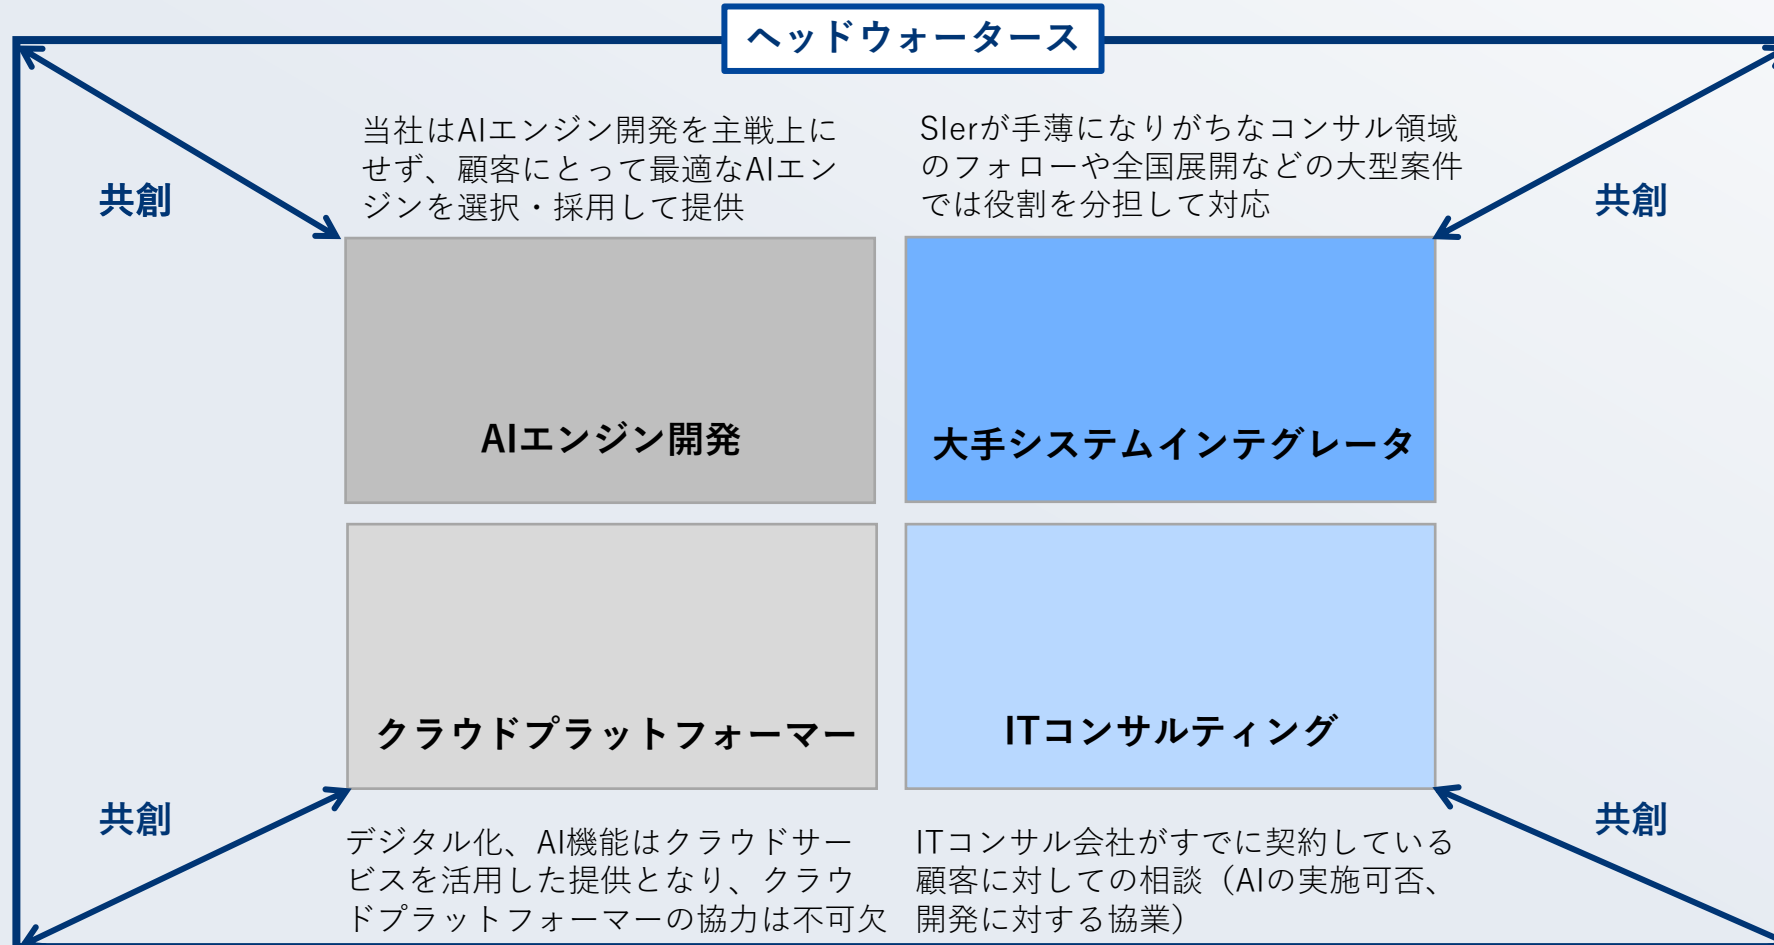 ヘッドウォータース
当社はAIエンジン開発を主戦上に
せず、顧客にとって最適なAIエン
ジンを選択・採用して提供
SIerが手薄になりがちなコンサル領域
のフォローや全国展開などの大型案件
では役割を分担して対応
共創
共創
AIエンジン開発
大手システムインテグレータ
クラウドプラットフォーマー
ITコンサルティング
共創
共創
デジタル化、AI機能はクラウドサー
ビスを活用した提供となり、クラウ
ドプラットフォーマーの協力は不可欠
ITコンサル会社がすでに契約している
顧客に対しての相談（AIの実施可否、
開発に対する協業）